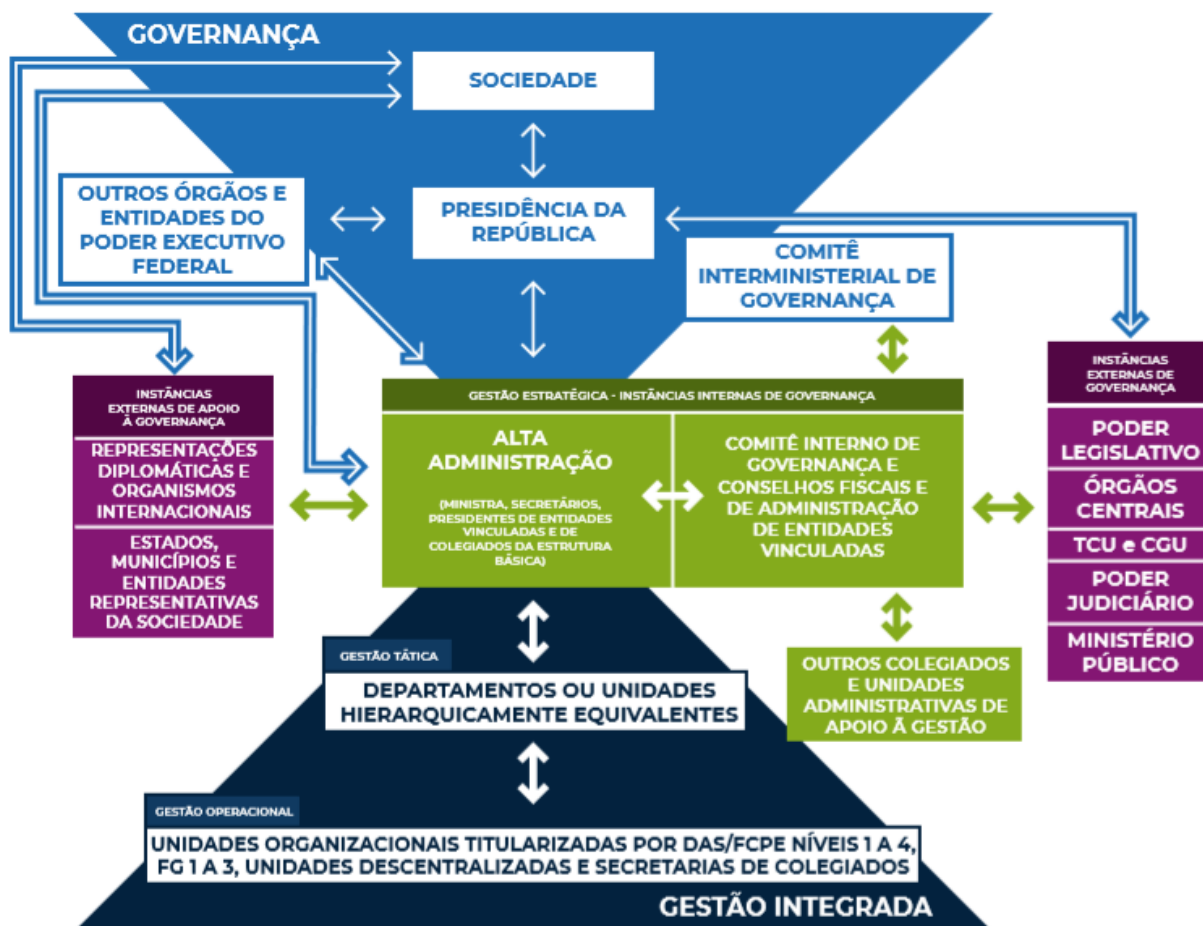 GOVERNANÇA
SOCIEDADE
OUTROS ÓRGÃOS E
ENTIDADES DO
PODER EXECUTIVO
FEDERAL
PRESIDÊNCIA DA
REPÚBLICA
COMITÊ
INTERMINISTERIAL DE
GOVERNANÇA
INSTÂNCIAS
EXTERNAS DE APOIO
À GOVERNANÇA
REPRESENTAÇÕES
DIPLOMÁTICAS E
ORGANISMOS
INTERNACIONAIS
ESTADOS,
MUNICÍPIOS E
ENTIDADES
REPRESENTATIVAS
DA SOCIEDADE
GESTÃO ESTRATÉGICA - INSTÂNCIAS INTERNAS DE GOVERNANÇA
ALTA
ADMINISTRAÇÃO
(MINISTRA, SECRETÁRIOS,
PRESIDENTES DE ENTIDADES
VINCULADAS E DE
COLEGIADOS DA ESTRUTURA
BÁSICA)
COMITÊ INTERNO DE
GOVERNANÇA E
CONSELHOS FISCAIS E
DE ADMINISTRAÇÃO
DE ENTIDADES
VINCULADAS
INSTÂNCIAS
EXTERNAS DE
GOVERNANÇA
PODER
LEGISLATIVO
ÓRGÃOS
CENTRAIS
TCU e CGU
PODER
JUDICIÁRIO
MINISTÉRIO
PÚBLICO
OUTROS COLEGIADOS
E UNIDADES
ADMINISTRATIVAS DE
APOIO À GESTÃO
GESTÃO TÁTICA
DEPARTAMENTOS OU UNIDADES
HIERARQUICAMENTE EQUIVALENTES
GESTÃO OPERACIONAL
UNIDADES ORGANIZACIONAIS TITULARIZADAS POR DAS/FCPE NÍVEIS 1 A 4,
FG 1 A 3, UNIDADES DESCENTRALIZADAS E SECRETARIAS DE COLEGIADOS
GESTÃO INTEGRADA